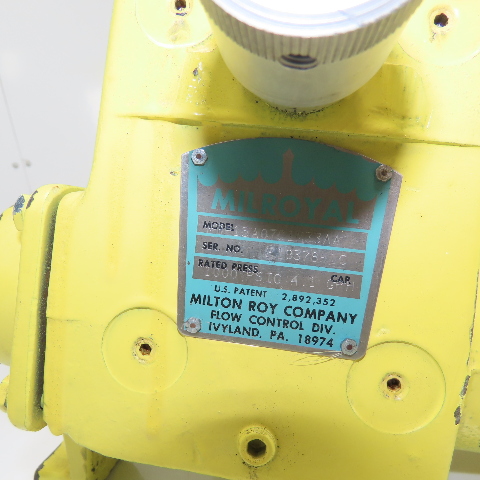 MILROYAL
MODEL
SER. NO.
RATED PRESS. CAP.
U.S. PATENT 2,892,352
MILTON ROY COMPANY
FLOW CONTROL DIV.
IVYLAND, PA. 18974